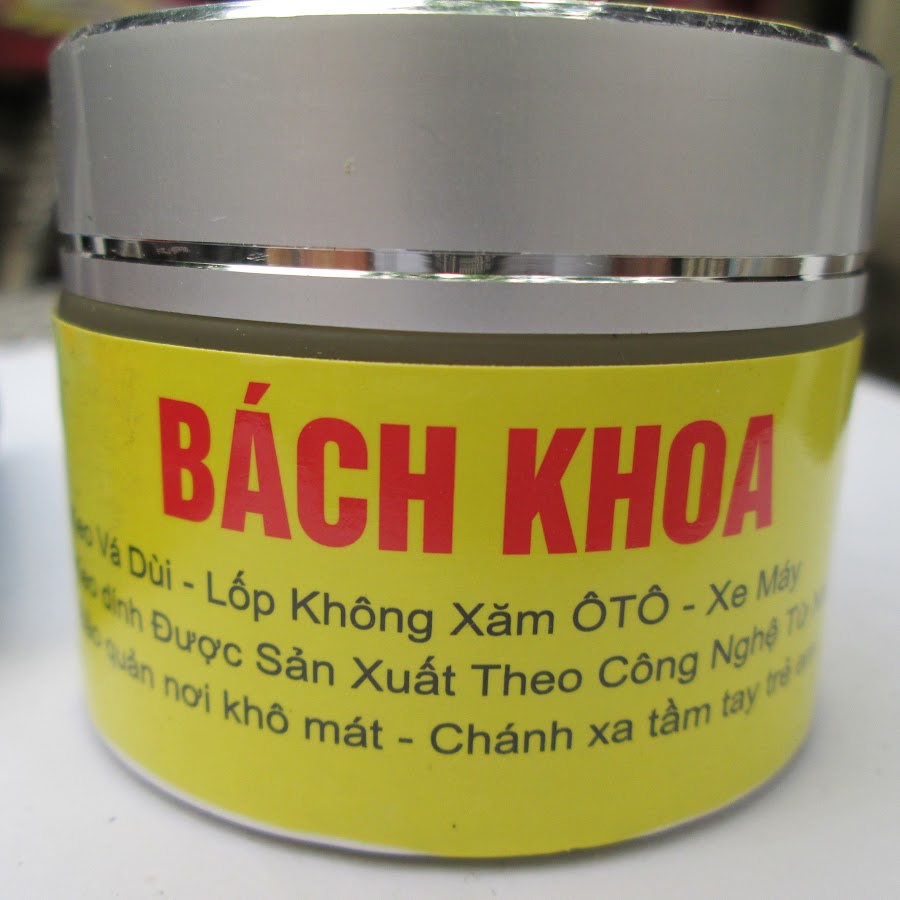 BÁCH KHOA
Vá Dùi - Lốp Không Xăm ÔTÔ - Xe Máy
dính Được Sản Xuất Theo Công Nghệ Từ
quản nơi khô mát - Chánh xa tầm tay trẻ em